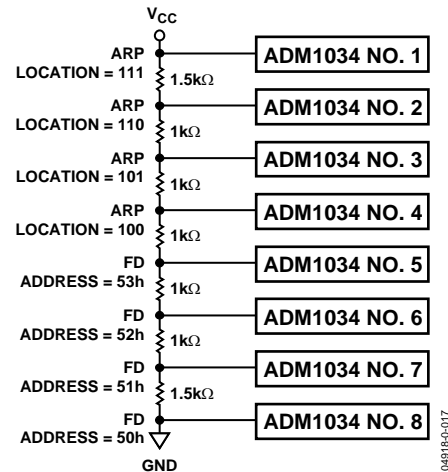 VCC
ARP
LOCATION = 111
ADM1034 NO. 1
1.5kΩ
ARP
LOCATION = 110
ADM1034 NO. 2
1kΩ
ARP
LOCATION = 101
ADM1034 NO. 3
1kΩ
ARP
LOCATION = 100
ADM1034 NO. 4
1kΩ
FD
ADDRESS = 53h
ADM1034 NO. 5
1kΩ
FD
ADDRESS = 52h
ADM1034 NO. 6
1kΩ
FD
ADDRESS = 51h
ADM1034 NO. 7
1.5kΩ
FD
ADDRESS = 50h
ADM1034 NO. 8
GND
04918-0-017